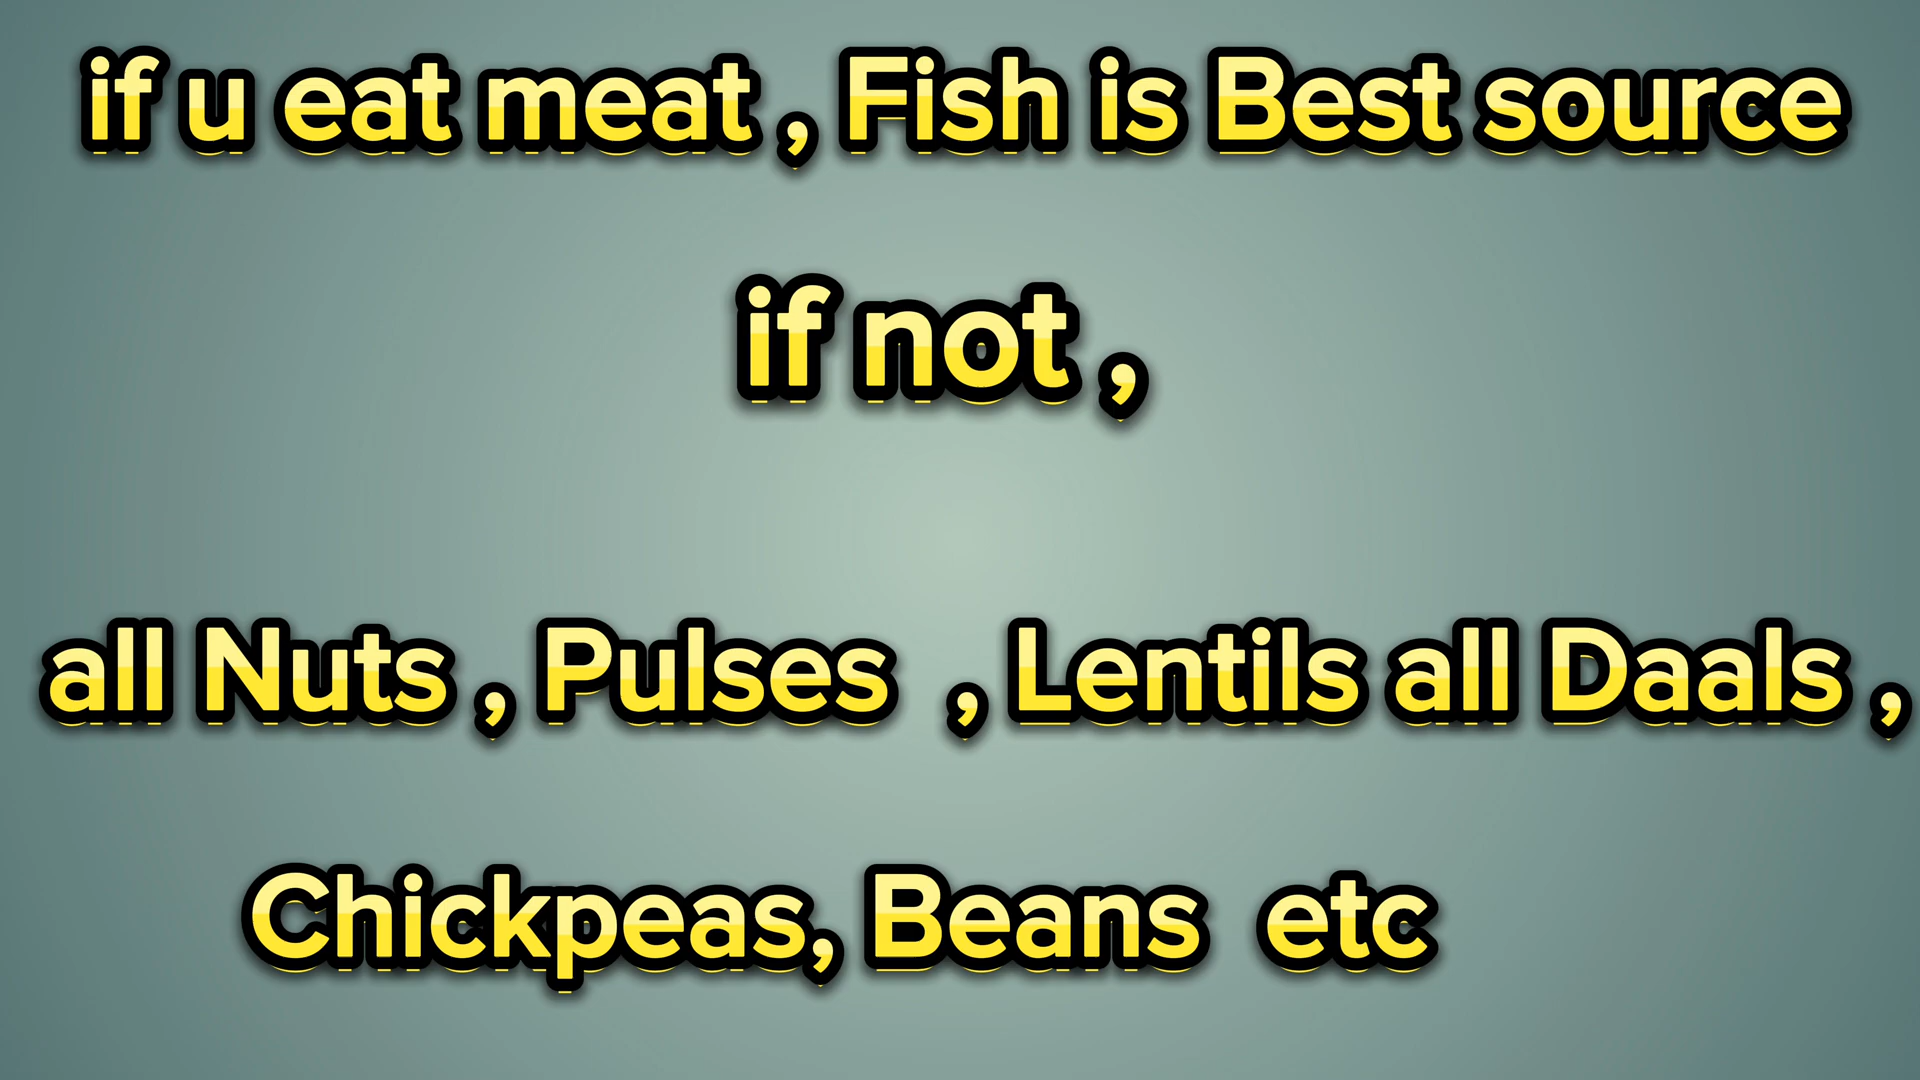 if u eat meat , Fish is Best source
if not ,
all Nuts , Pulses , Lentils all Daals ,
Chickpeas, Beans etc